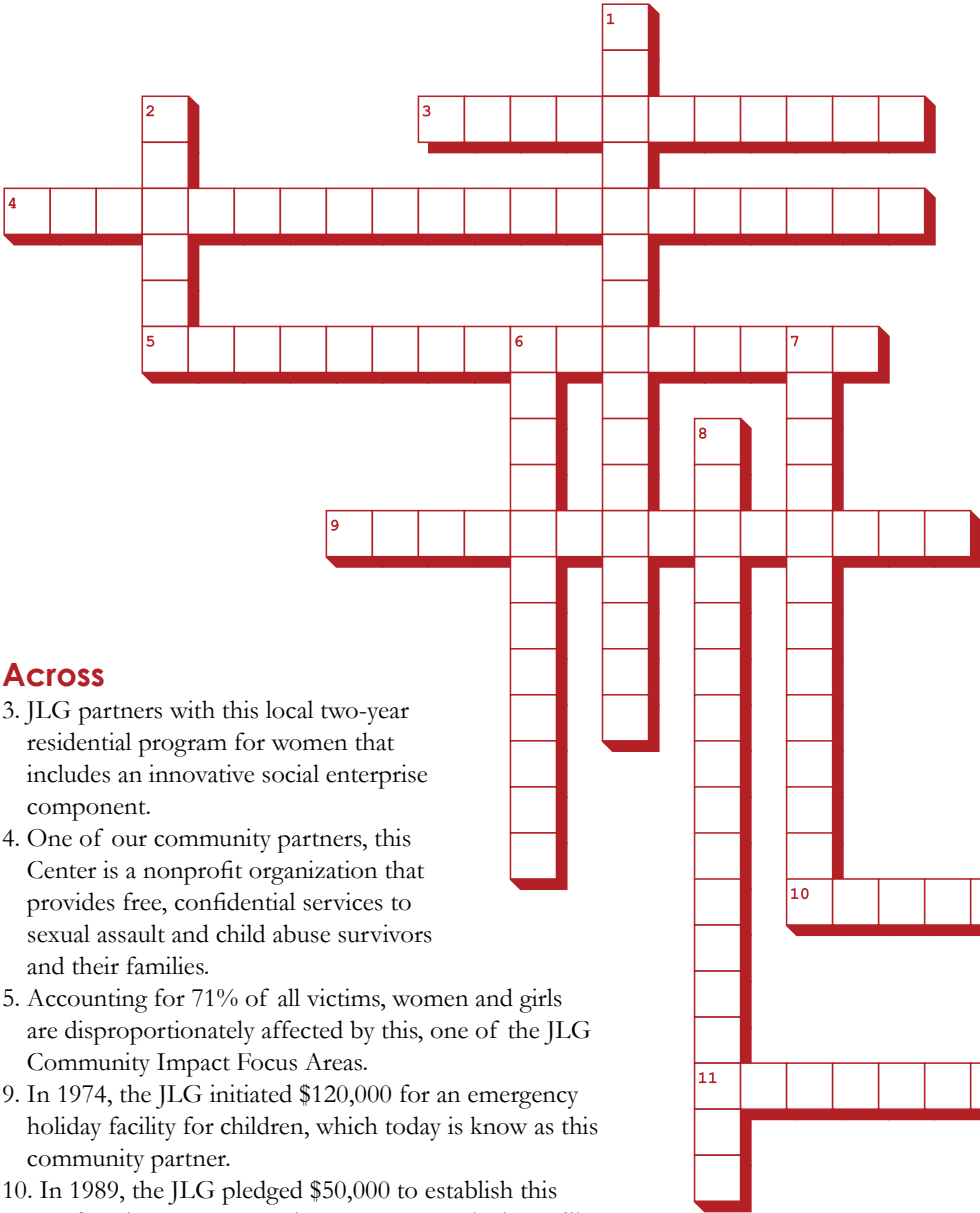 1
2
3
4
5
6
7
8
9
10
11
Across
3. JLG partners with this local two-year
residential program for women that
includes an innovative social enterprise
component.
4. One of our community partners, this
Center is a nonprofit organization that
provides free, confidential services to
sexual assault and child abuse survivors
and their families.
5. Accounting for 71% of all victims, women and girls
are disproportionately affected by this, one of the JLG
Community Impact Focus Areas.
9. In 1974, the JLG initiated $120,000 for an emergency
holiday facility for children, which today is know as this
community partner.
10. In 1989, the JLG pledged $50,000 to establish this